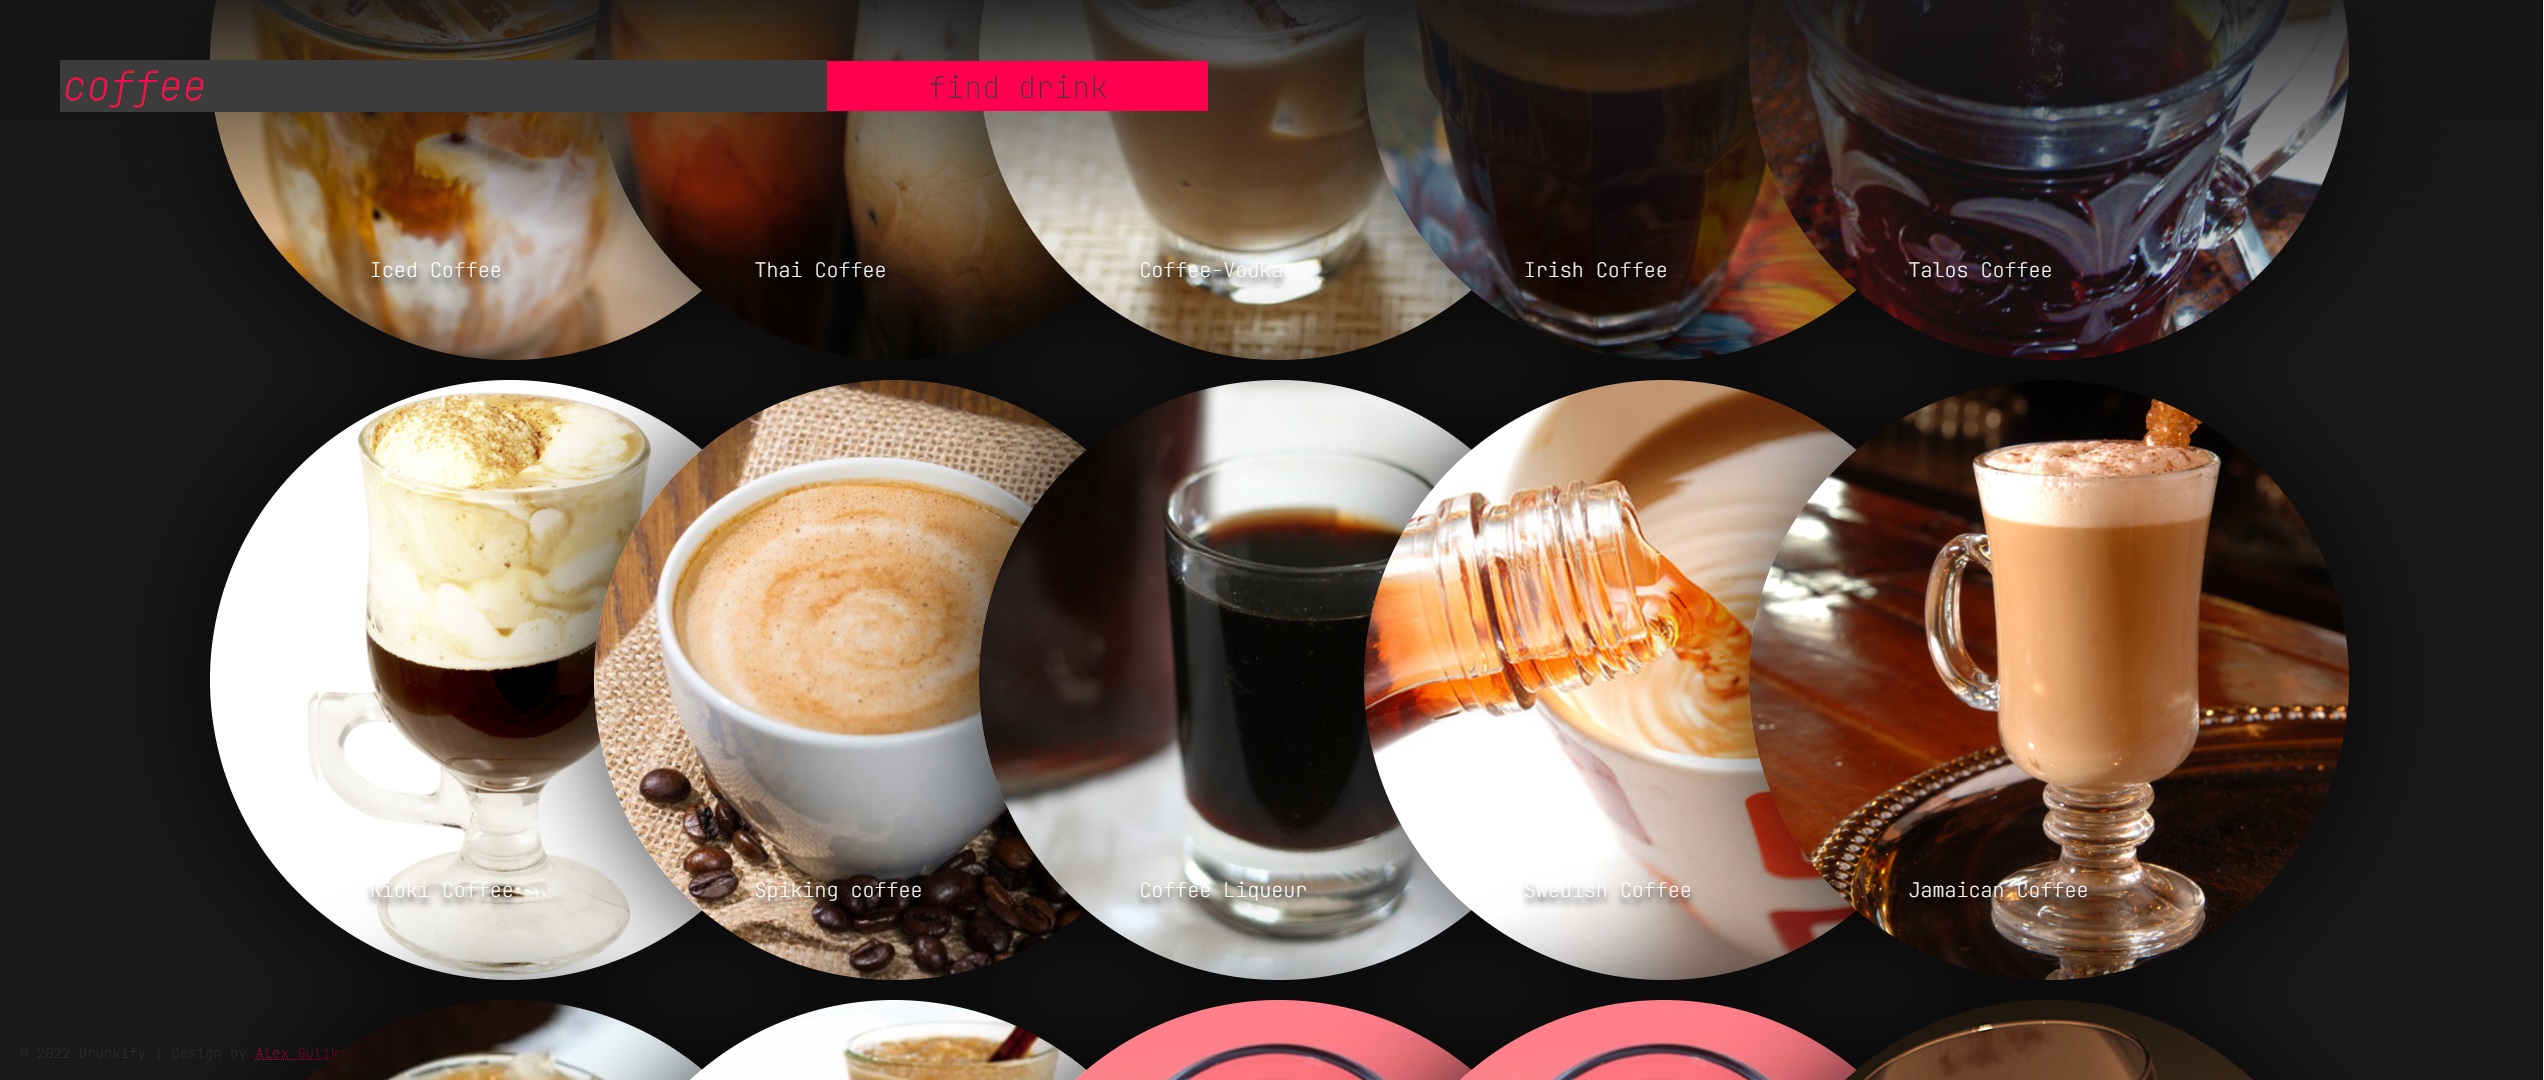 coffee
find drink
Iced Coffee
Thai Coffee
Coffee-Vodka
Irish Coffee
Talos Coffee
Kioki Coffee
Spiking coffee
Coffee Liqueur
Swedish Coffee
Jamaican Coffee
© 2022 Drunkify | Design by Alex Gulik